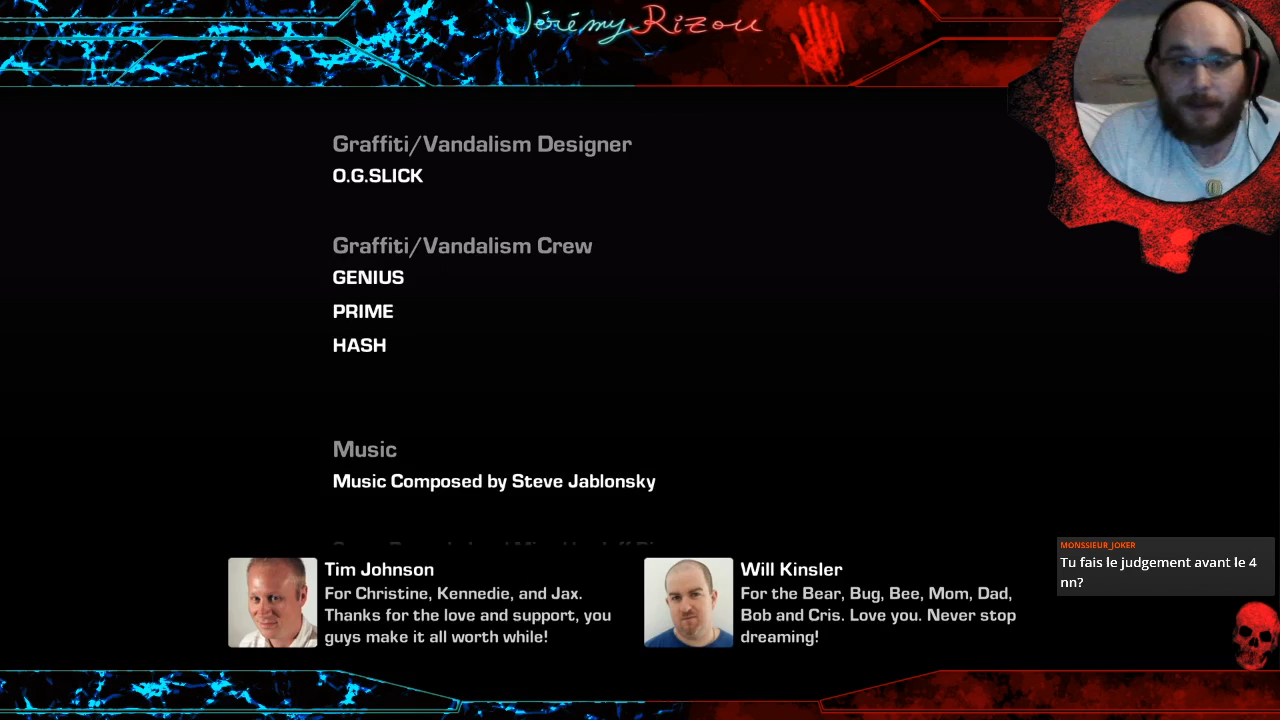 Jérémy Rizou
Graffiti/Vandalism Designer
O.G.SLICK
Graffiti/Vandalism Crew
GENIUS
PRIME
HASH
Music
Music Composed by Steve Jablonsky
Tim Johnson
For Christine, Kennedie, and Jax.
Thanks for the love and support, you
guys make it all worth while!
Will Kinsler
For the Bear, Bug, Bee, Mom, Dad,
Bob and Cris. Love you. Never stop
dreaming!
MONSSIEUR_JOKER
Tu fais le judgement avant le 4
nn?